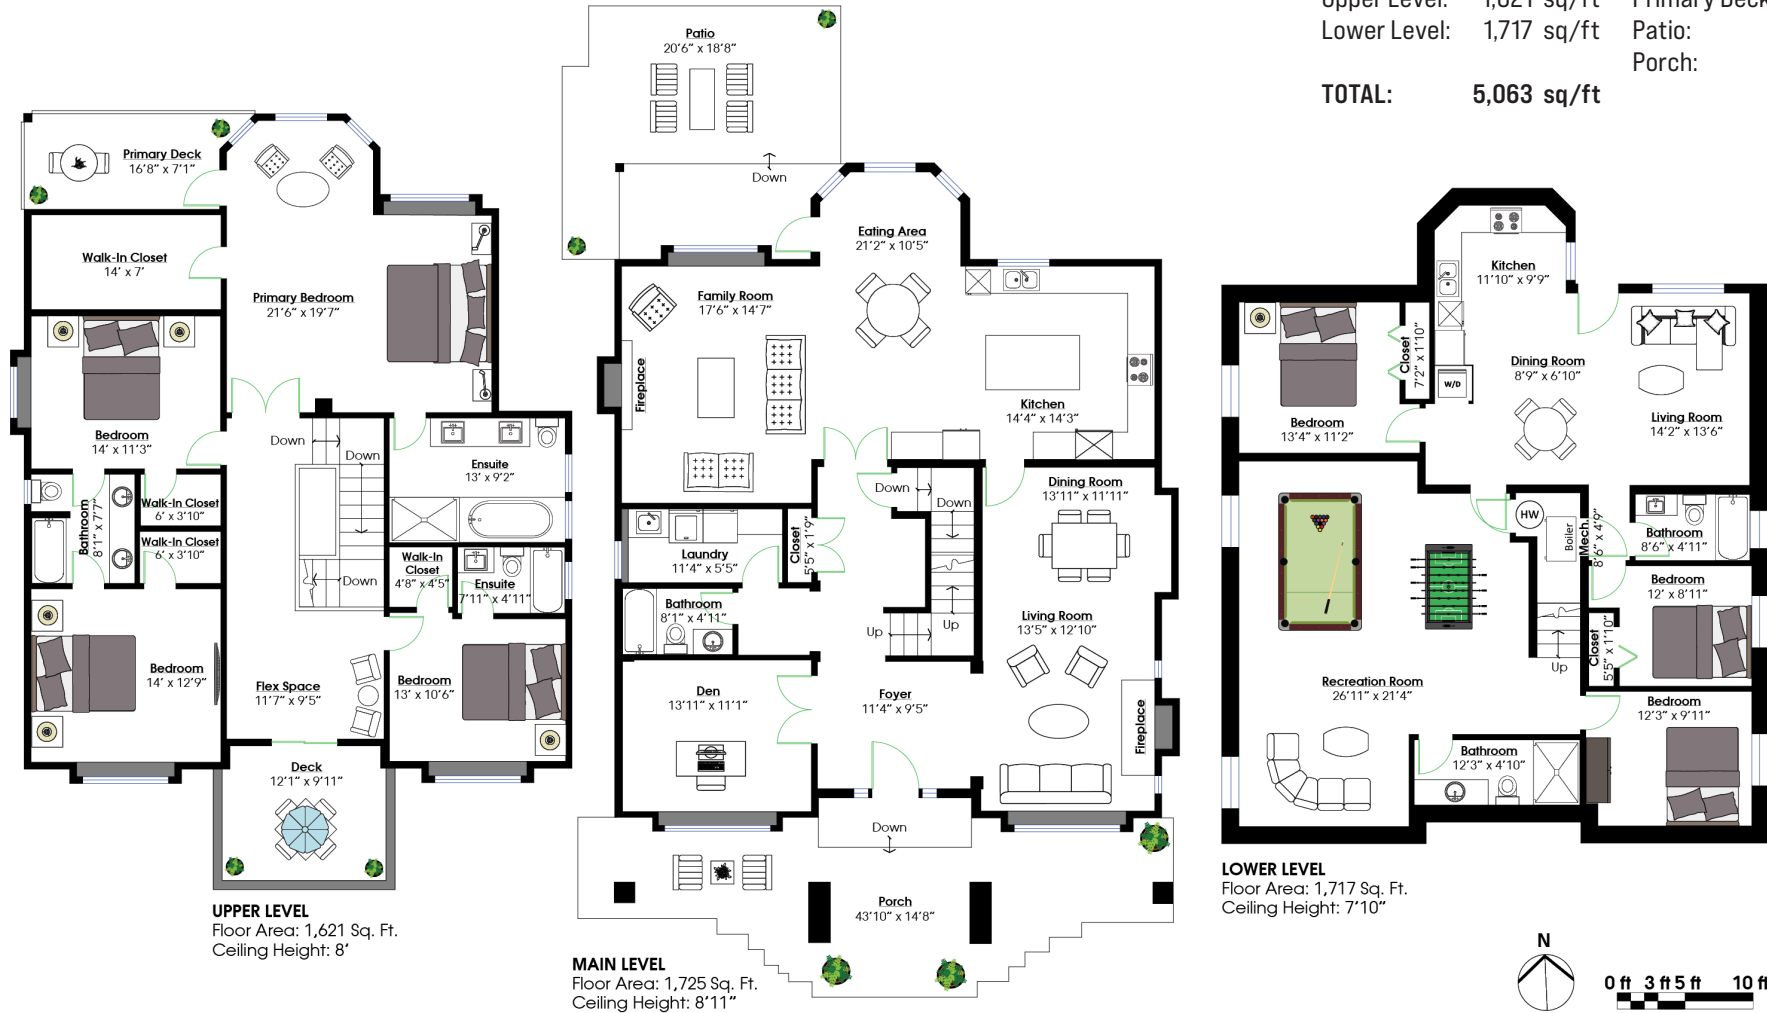 Upper Level: 1,621 sq/ft Primary Deck
Lower Level: 1,717 sq/ft Patio:
Porch:
TOTAL: 5,063 sq/ft
Primary Deck
16'8" x 7'1"
Walk-In Closet
14' x 7'
Primary Bedroom
21'6" x 19'7"
Bedroom
14' x 11'3"
Down
Down
Ensuite
13' x 9'2"
Walk-In Closet
6' x 3'10"
Bathroom
8'1" x 7'7"
Walk-In Closet
6' x 3'10"
Walk-In
Closet
4'8" x 4'5"
Down
Ensuite
7'11" x 4'11"
Bedroom
14' x 12'9"
Flex Space
11'7" x 9'5"
Bedroom
13' x 10'6"
Deck
12'1" x 9'11"
UPPER LEVEL
Floor Area: 1,621 Sq. Ft.
Ceiling Height: 8'
Patio
20'6" x 18'8"
Down
Eating Area
21'2" x 10'5"
Family Room
17'6" x 14'7"
Fireplace
Kitchen
14'4" x 14'3"
Down
Down
Dining Room
13'11" x 11'11"
Laundry
11'4" x 5'5"
Closet
5'5" x 1'9"
Bathroom
8'1" x 4'11"
Up
Up
Living Room
13'5" x 12'10"
Den
13'11" x 11'1"
Foyer
11'4" x 9'5"
Fireplace
Down
Porch
43'10" x 14'8"
MAIN LEVEL
Floor Area: 1,725 Sq. Ft.
Ceiling Height: 8'11"
Kitchen
11'10" x 9'9"
Closet
7'2" x 1'10"
W/D
Dining Room
8'9" x 6'10"
Bedroom
13'4" x 11'2"
Living Room
14'2" x 13'6"
HW
Boiler
Mech.
8'6" x 4'9"
Bathroom
8'6" x 4'11"
Bedroom
12' x 8'11"
Closet
5'5" x 1'10"
Up
Recreation Room
26'11" x 21'4"
Bedroom
12'3" x 9'11"
Bathroom
12'3" x 4'10"
LOWER LEVEL
Floor Area: 1,717 Sq. Ft.
Ceiling Height: 7'10"
N
0 ft 3 ft 5 ft 10 ft